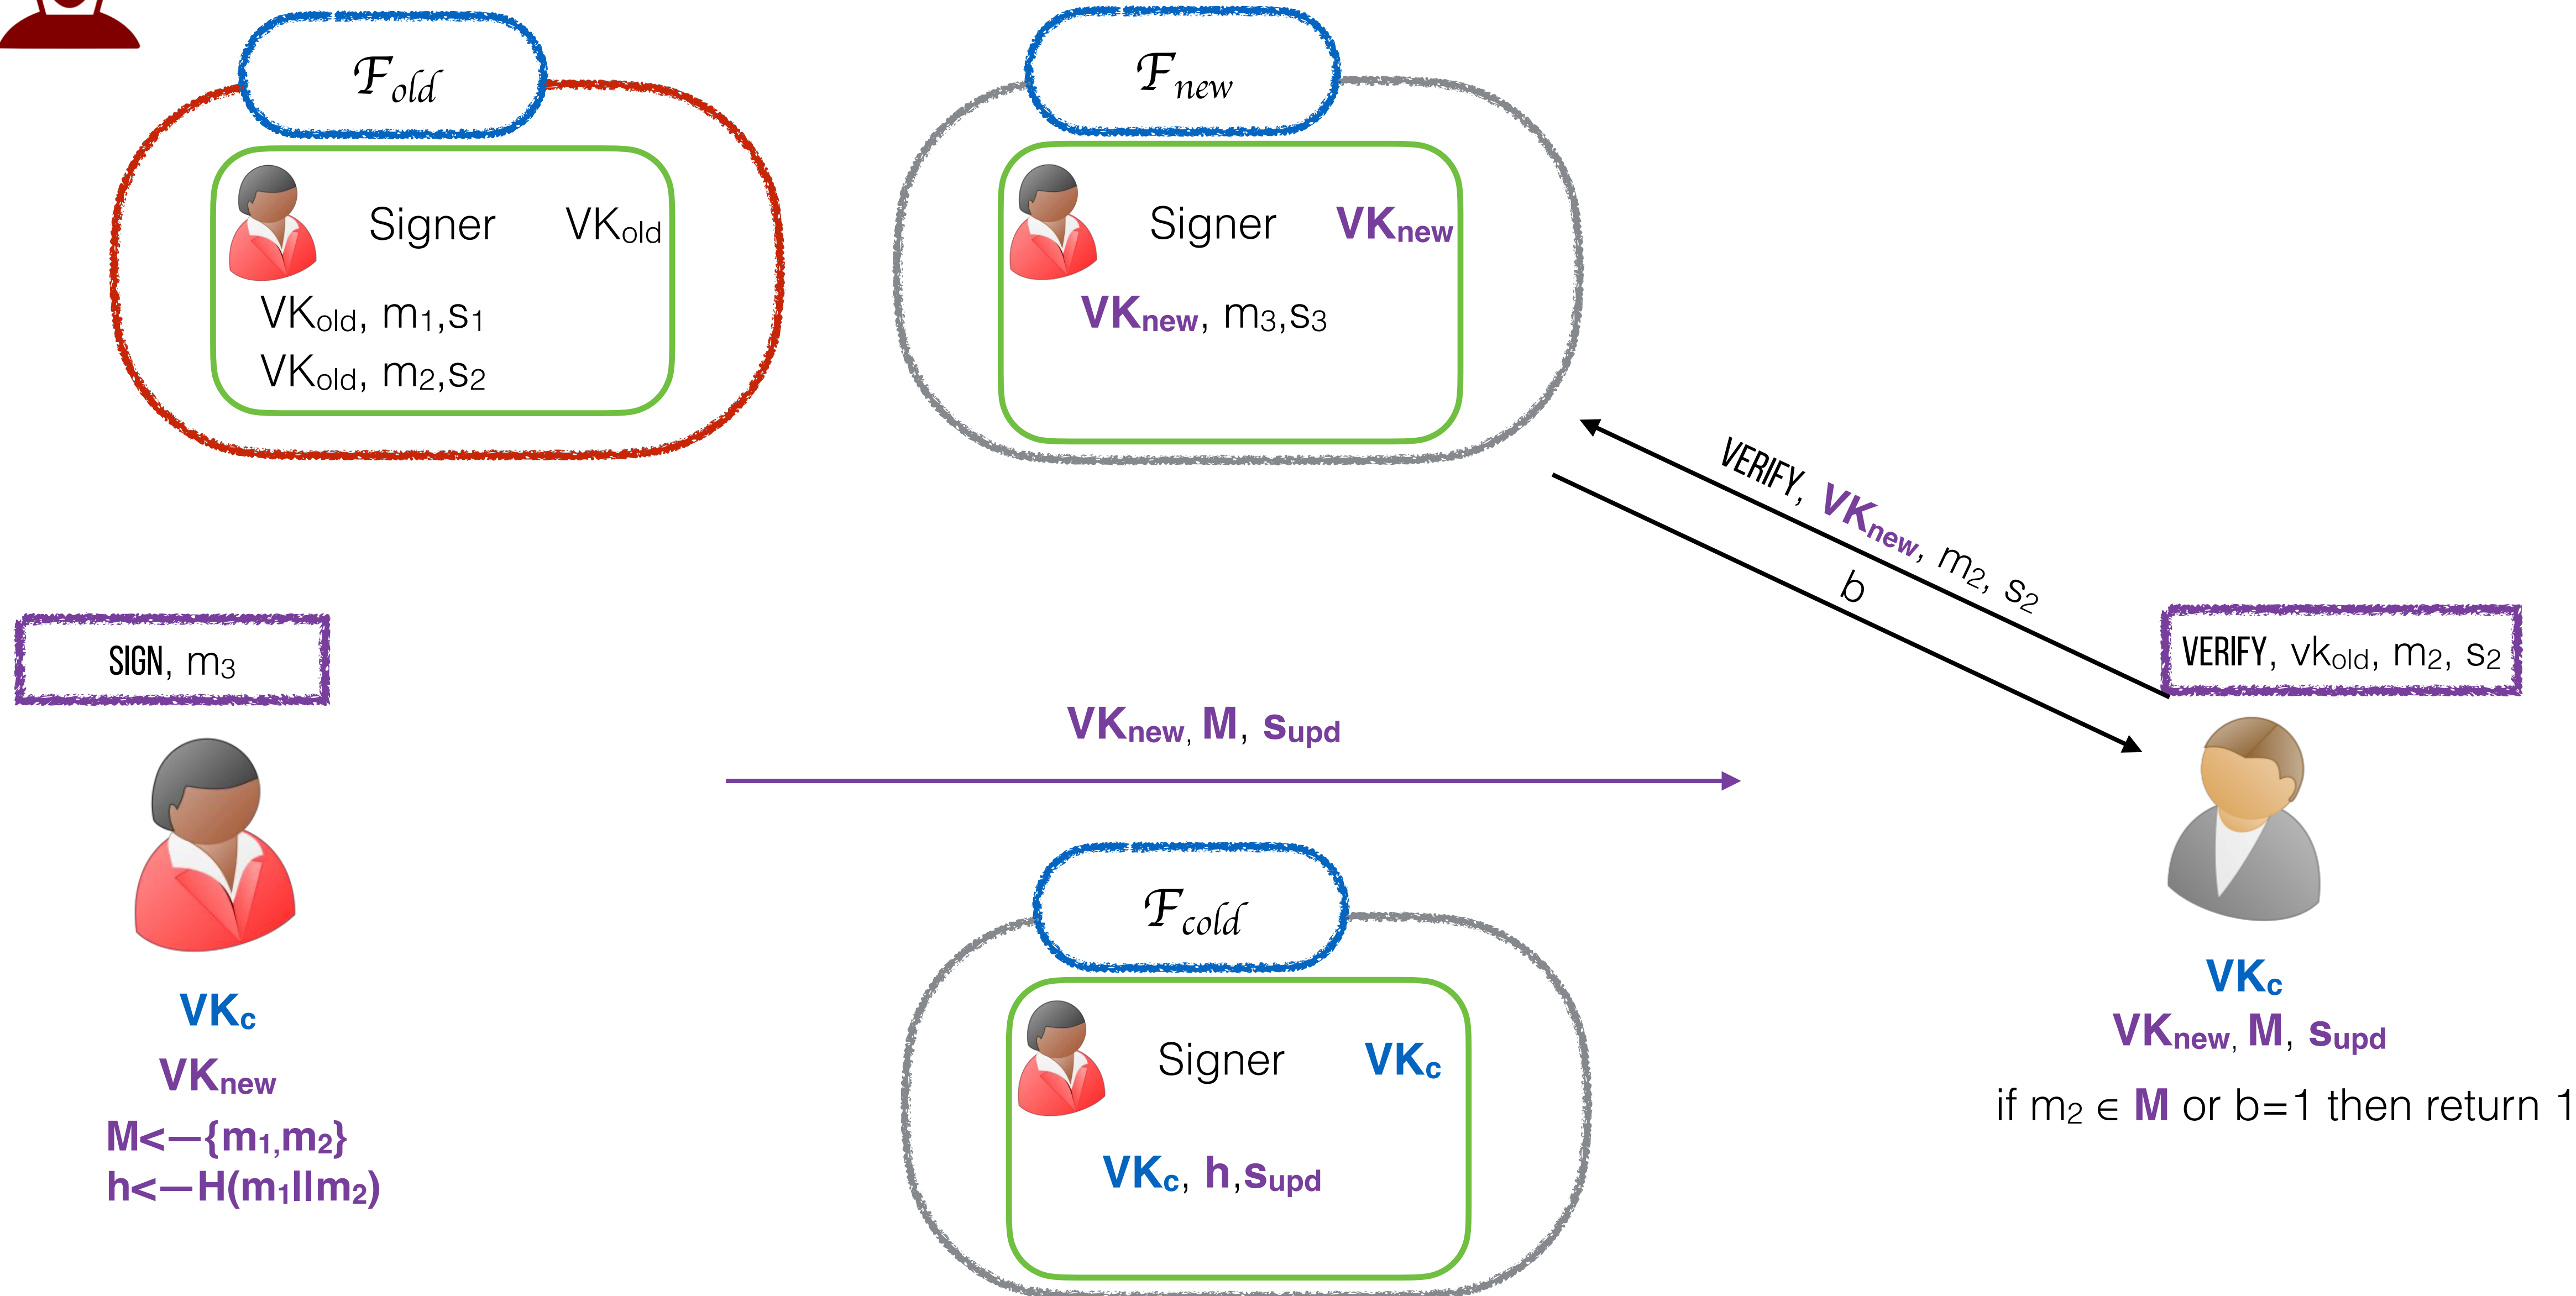 ℱold
ℱnew
Signer VKold
VKold, m1,s1
VKold, m2,s2
Signer VKnew
VKnew, m3,s3
VERIFY, VKnew, m2, s2
b
SIGN, m3
VERIFY, vkold, m2, s2
VKnew, M, supd
VKc
VKnew
M<—{m1,m2}
h<—H(m1llm2)
ℱcold
Signer VKc
VKc, h,supd
VKc
VKnew, M, supd
if m2 ∈ M or b=1 then return 1